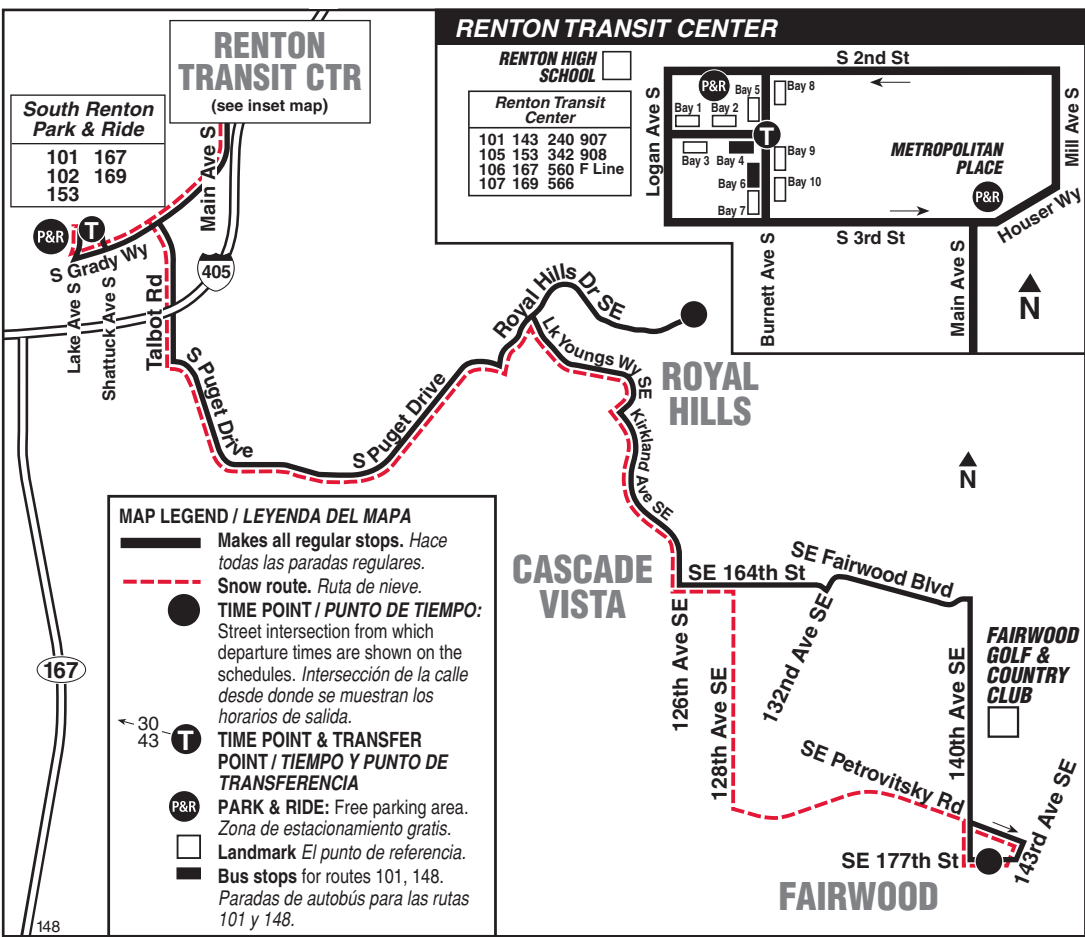 RENTON
TRANSIT CTR
(see inset map)
South Renton
Park & Ride
101 167
102 169
153
P&R
T
S Grady Wy
Main Ave S
405
Lake Ave S
Shattuck Ave S
Talbot Rd
S Puget Drive
S Puget Drive
Royal Hills Dr SE
Lk Youngs Wy SE
ROYAL
HILLS
Kirkland Ave SE
N
CASCADE
VISTA
SE 164th St
SE Fairwood Blvd
126th Ave SE
128th Ave SE
132nd Ave SE
140th Ave SE
FAIRWOOD
GOLF &
COUNTRY
CLUB
SE Petrovitsky Rd
143rd Ave SE
SE 177th St
FAIRWOOD
167
RENTON TRANSIT CENTER
RENTON HIGH
SCHOOL
Renton Transit
Center
101 143 240 907
105 153 342 908
106 167 560 F Line
107 169 566
S 2nd St
Logan Ave S
P&R
Bay 5
Bay 8
Bay 1
Bay 2
T
Bay 3
Bay 4
Bay 9
Bay 6
Bay 10
Bay 7
METROPOLITAN
PLACE
P&R
Mill Ave S
Houser Wy
S 3rd St
Burnett Ave S
Main Ave S
N
MAP LEGEND / LEYENDA DEL MAPA
Makes all regular stops. Hace
todas las paradas regulares.
Snow route. Ruta de nieve.
TIME POINT / PUNTO DE TIEMPO:
Street intersection from which
departure times are shown on the
schedules. Intersección de la calle
desde donde se muestran los
horarios de salida.
30
43
T
TIME POINT & TRANSFER
POINT / TIEMPO Y PUNTO DE
TRANSFERENCIA
P&R
PARK & RIDE: Free parking area.
Zona de estacionamiento gratis.
Landmark El punto de referencia.
Bus stops for routes 101, 148.
Paradas de autobús para las rutas
101 y 148.
148